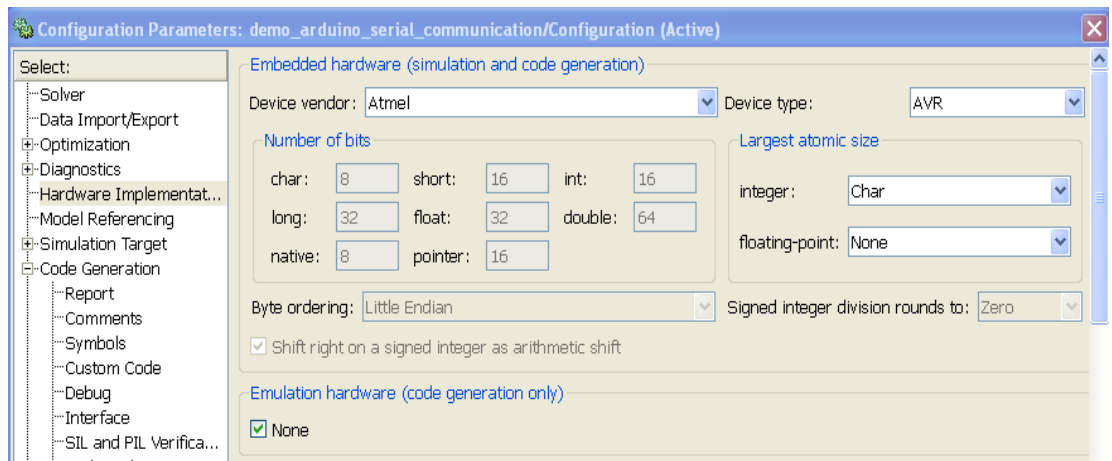 Configuration Parameters: demo_arduino_serial_communication/Configuration (Active)
Select:
Solver
Data Import/Export
Optimization
Diagnostics
Hardware Implementat...
Model Referencing
Simulation Target
Code Generation
Report
Comments
Symbols
Custom Code
Debug
Interface
SIL and PIL Verifica...
Embedded hardware (simulation and code generation)
Device vendor: Atmel Device type: AVR
Number of bits
char: 8 short: 16 int: 16
long: 32 float: 32 double: 64
native: 8 pointer: 16
Largest atomic size
integer: Char
floating-point: None
Byte ordering: Little Endian Signed integer division rounds to: Zero
Shift right on a signed integer as arithmetic shift
Emulation hardware (code generation only)
None